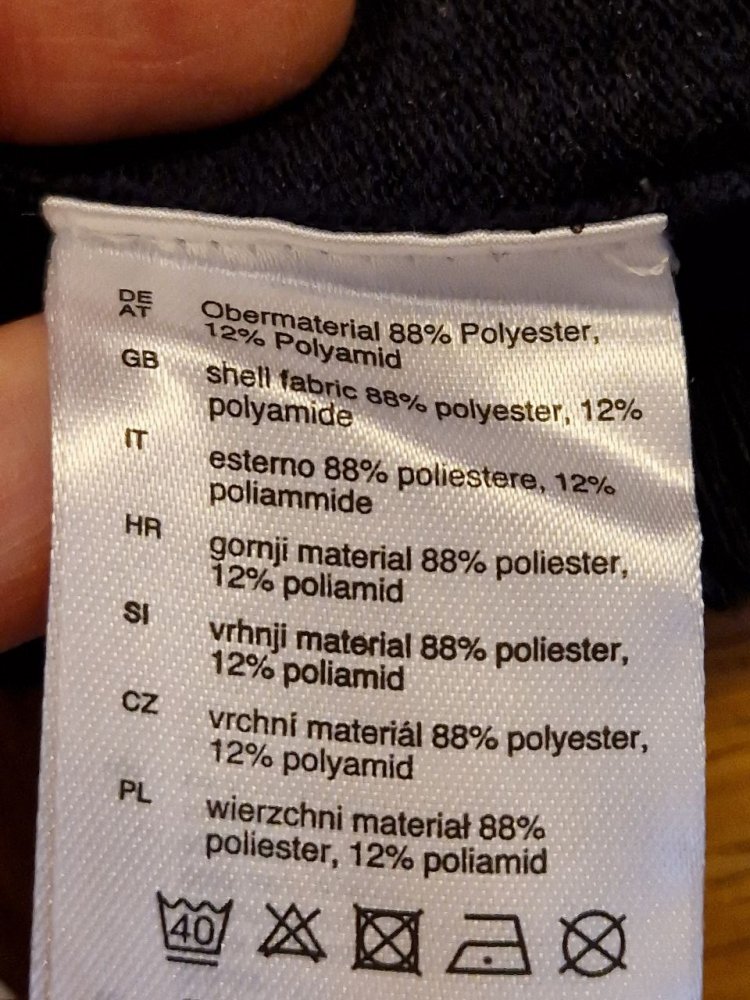 DE
AT
Obermaterial 88% Polyester,
12% Polyamid
GB
shell fabric 88% polyester, 12%
polyamide
IT
esterno 88% poliestere, 12%
poliammide
HR
gornji material 88% poliester,
12% poliamid
SI
vrhnji material 88% poliester,
12% poliamid
CZ
vrchní materiál 88% polyester,
12% polyamid
PL
wierzchni materiał 88%
poliester, 12% poliamid
40